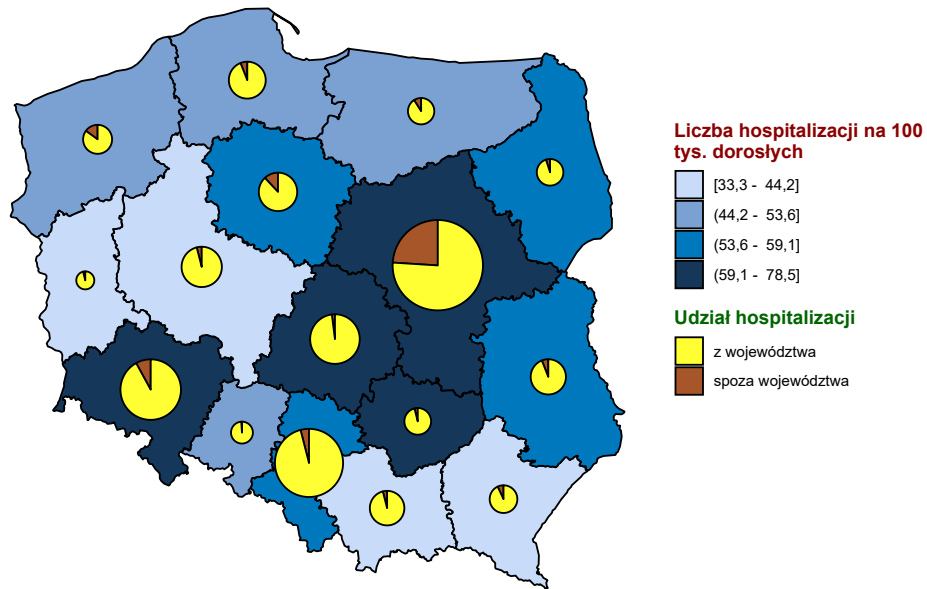 Liczba hospitalizacji na 100
tys. dorosłych
[33,3 - 44,2]
(44,2 - 53,6]
(53,6 - 59,1]
(59,1 - 78,5]
Udział hospitalizacji
z województwa
spoza województwa